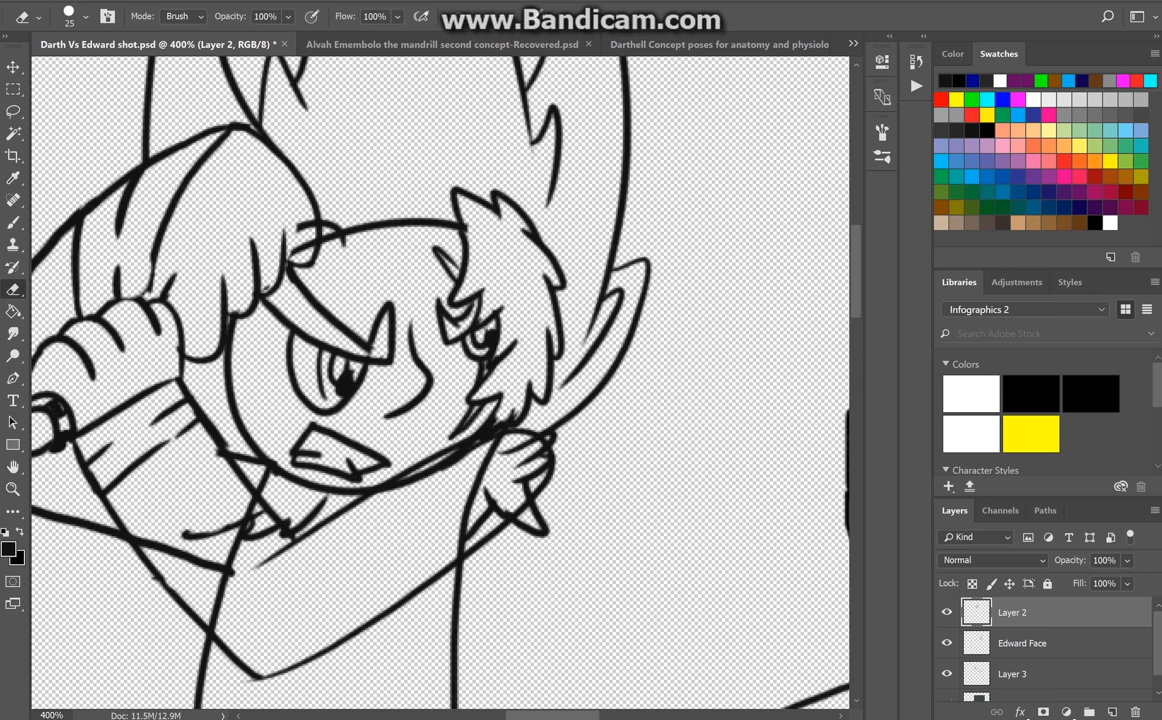 www.Bandicam.com
25
Mode: Brush Opacity: 100% Flow: 100%
Darth Vs Edward shot.psd @ 400% (Layer 2, RGB/8) * ×
Alvah Emembolo the mandrill second concept-Recovered.psd ×
Darthell Concept poses for anatomy and physiolo
Color Swatches
Libraries Adjustments Styles
Infographics 2
Search Adobe Stock
Colors
Character Styles
Layers Channels Paths
Kind
Normal Opacity: 100%
Lock: Fill: 100%
Layer 2
Edward Face
Layer 3
400% Doc: 11.5M/12.9M